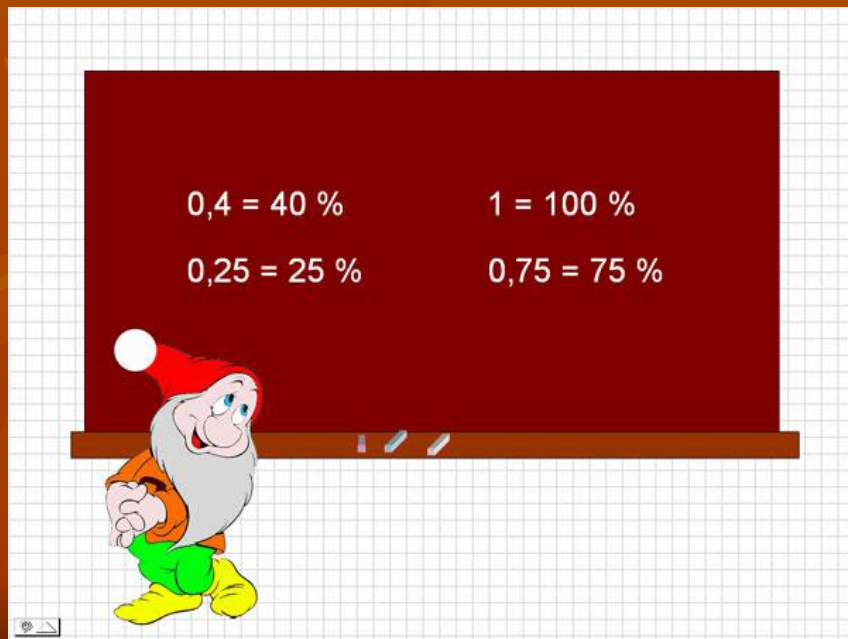 0,4 = 40 %
1 = 100 %
0,25 = 25 %
0,75 = 75 %